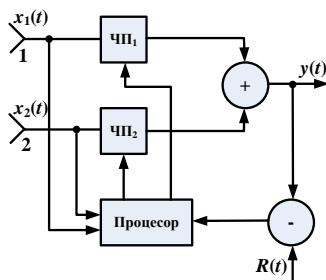 x₁(t)
1
ЧП₁
y(t)
+
x₂(t)
2
ЧП₂
Процесор
-
R(t)